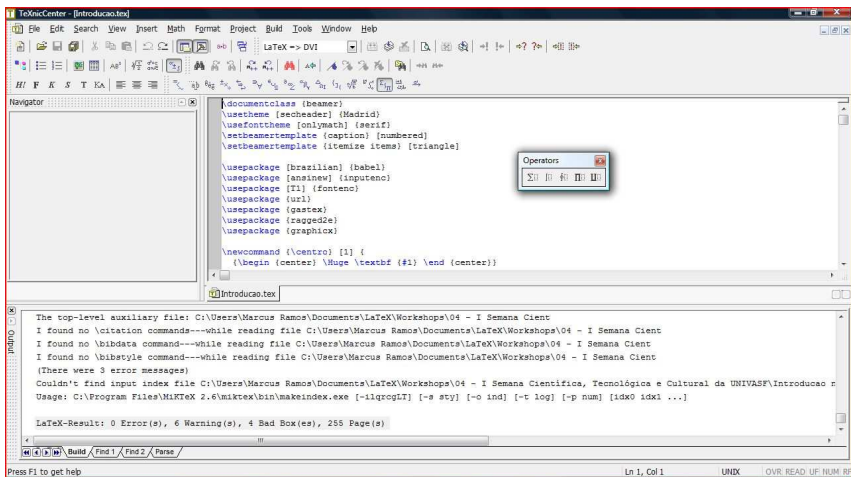 TeXnicCenter - [Introducao.tex]
File Edit Search View Insert Math Format Project Build Tools Window Help
LaTeX => DVI
Navigator
\documentclass {beamer}
\usetheme [secheader] {Madrid}
\usefonttheme [onlymath] {serif}
\setbeamertemplate {caption} [numbered]
\setbeamertemplate {itemize items} [triangle]
Operators
\usepackage [brazilian] {babel}
\usepackage [ansinew] {inputenc}
\usepackage [T1] {fontenc}
\usepackage {url}
\usepackage {gastex}
\usepackage {ragged2e}
\usepackage {graphicx}
\newcommand {\centro} [1] {
{\begin {center} \Huge \textbf {#1} \end {center}}
Introducao.tex
Output
The top-level auxiliary file: C:\Users\Marcus Ramos\Documents\LaTeX\Workshops\04 - I Semana Cient
I found no \citation commands---while reading file C:\Users\Marcus Ramos\Documents\LaTeX\Workshops\04 - I Semana Cient
I found no \bibdata command---while reading file C:\Users\Marcus Ramos\Documents\LaTeX\Workshops\04 - I Semana Cient
I found no \bibstyle command---while reading file C:\Users\Marcus Ramos\Documents\LaTeX\Workshops\04 - I Semana Cient
(There were 3 error messages)
Couldn't find input index file C:\Users\Marcus Ramos\Documents\LaTeX\Workshops\04 - I Semana Científica, Tecnológica e Cultural da UNIVASF\Introducao
Usage: C:\Program Files\MiKTeX 2.6\miktex\bin\makeindex.exe [-ilqrcgLT] [-s sty] [-o ind] [-t log] [-p num] [idx0 idx1 ...]
LaTeX-Result: 0 Error(s), 6 Warning(s), 4 Bad Box(es), 255 Page(s)
Build Find 1 Find 2 Parse
Press F1 to get help Ln 1, Col 1 UNIX OVR READ UF NUM RF